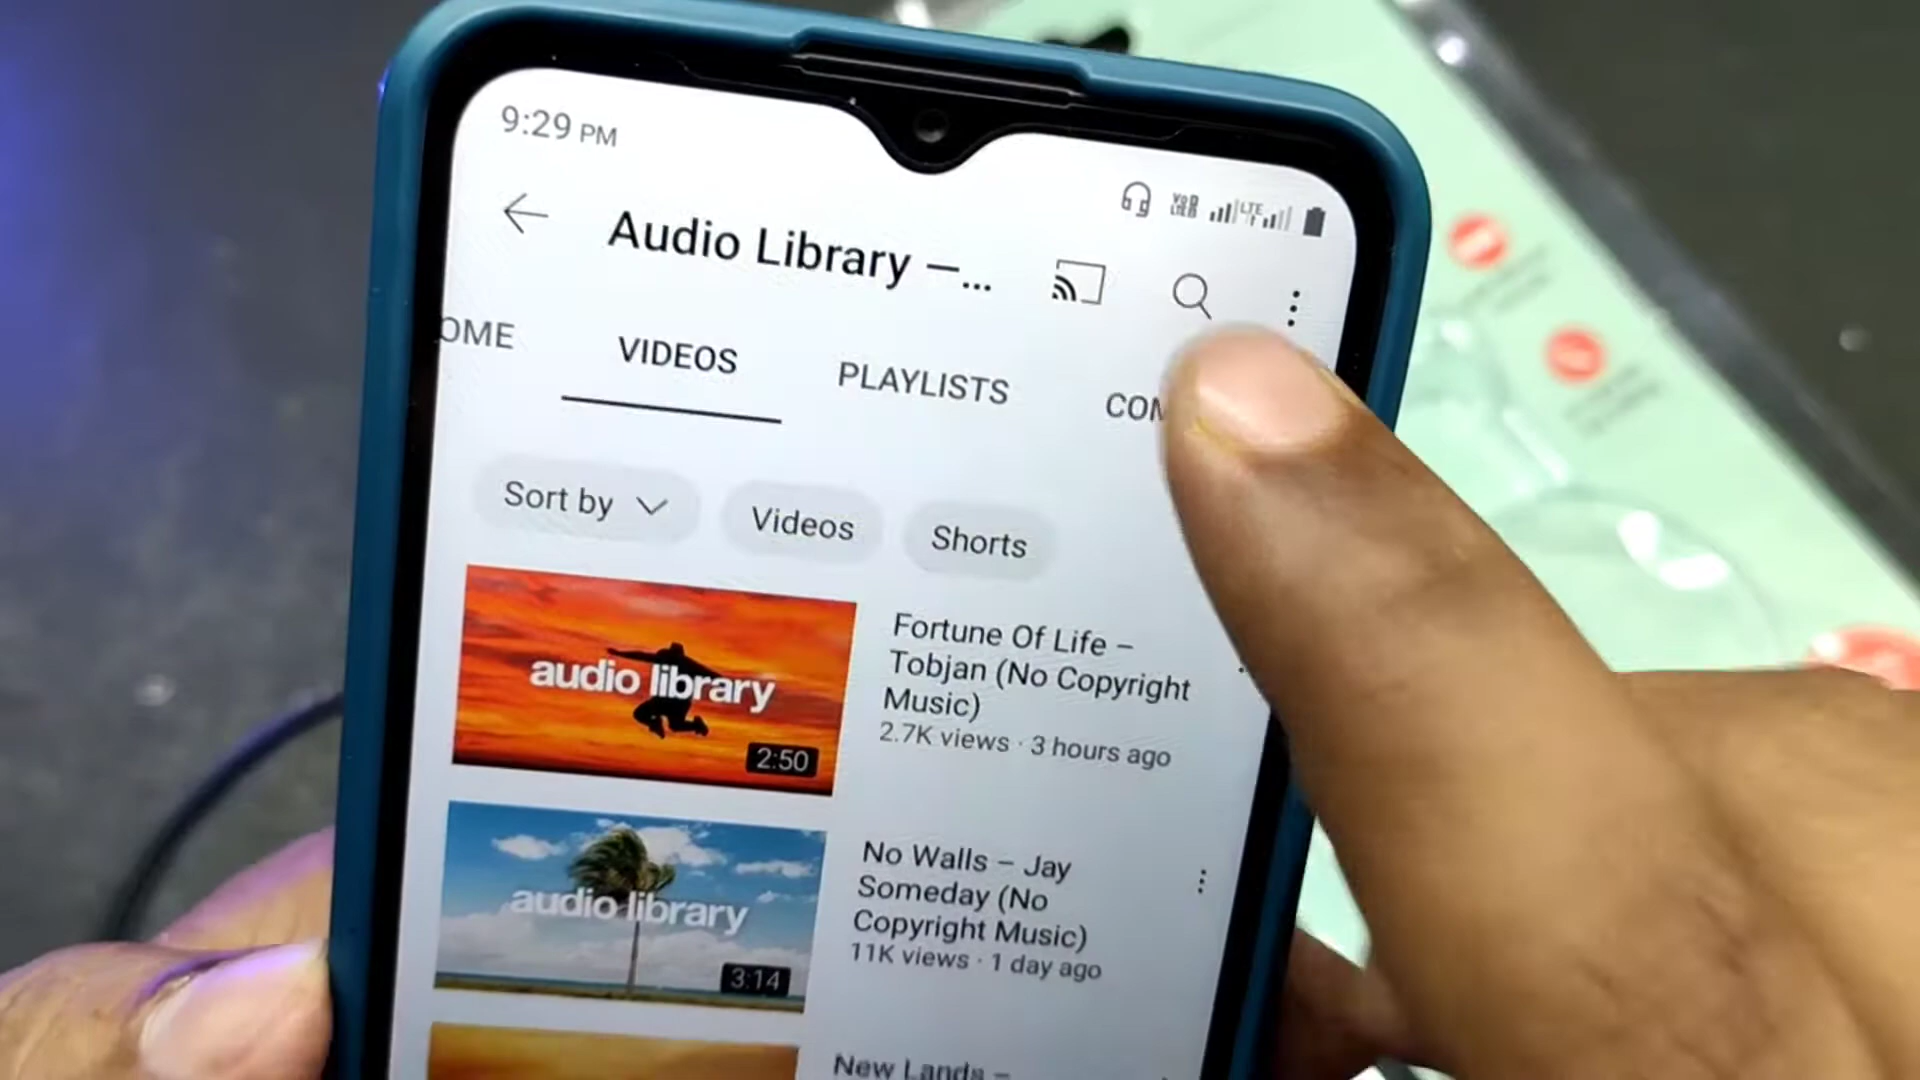 9:29 PM
LTE
Audio Library –...
OME
VIDEOS
PLAYLISTS
COM
Sort by
Videos
Shorts
audio library
2:50
Fortune Of Life –
Tobjan (No Copyright
Music)
2.7K views · 3 hours ago
audio library
3:14
No Walls – Jay
Someday (No
Copyright Music)
11K views · 1 day ago
New Lands –